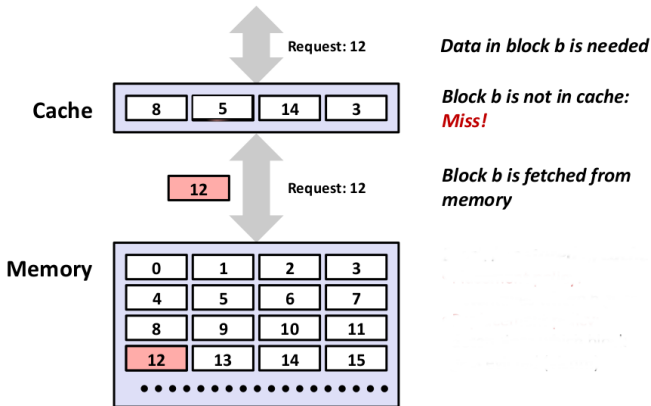 Request: 12
Data in block b is needed
Cache
8 5 14 3
Block b is not in cache:
Miss!
12
Request: 12
Block b is fetched from
memory
Memory
0 1 2 3
4 5 6 7
8 9 10 11
12 13 14 15